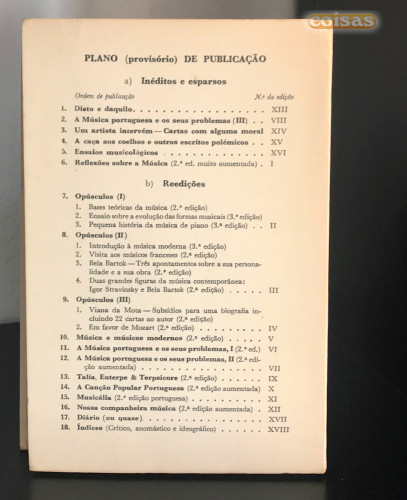 coisas
PLANO (provisório) DE PUBLICAÇÃO
a) Inéditos e esparsos
Ordem de publicação N.º da edição
1. Disto e daquilo. . . . . . . . . . . . . . . . . XIII
2. A Música portuguesa e os seus problemas (III) . . VIII
3. Um artista intervém — Cartas com alguma moral XIV
4. A caça aos coelhos e outros escritos polémicos . . XV
5. Ensaios musicológicos . . . . . . . . . . . . . . . XVI
6. Reflexões sobre a Música (2.ª ed. muito aumentada) . I
b) Reedições
7. Opúsculos (I)
1. Bases teóricas da música (2.ª edição)
2. Ensaio sobre a evolução das formas musicais (3.ª edição)
3. Pequena história da música de piano (3.ª edição) . . II
8. Opúsculos (II)
1. Introdução à música moderna (3.ª edição)
2. Visita aos músicos franceses (2.ª edição)
3. Bela Bartok — Três apontamentos sobre a sua persona-
lidade e a sua obra (2.ª edição)
4. Duas grandes figuras da música contemporânea:
Igor Stravinsky e Bela Bartok (2.ª edição) . . . . . III
9. Opúsculos (III)
1. Viana da Mota — Subsídios para uma biografia in-
cluindo 22 cartas ao autor (2.ª edição)
2. Em favor de Mozart (2.ª edição) . . . . . . . . . IV
10. Música e músicos modernos (2.ª edição) . . . . . . V
11. A Música portuguesa e os seus problemas, I (2.ª ed.) VI
12. A Música portuguesa e os seus problemas, II (2.ª edi-
ção aumentada) . . . . . . . . . . . . . . . . . VII
13. Talia, Euterpe & Terpsicore (2.ª edição) . . . . . . IX
14. A Canção Popular Portuguesa (2.ª edição aumentada) X
15. Musicália (2.ª edição portuguesa) . . . . . . . . . XI
16. Nossa companheira música (2.ª edição aumentada) . XII
17. Diário (ou quase) . . . . . . . . . . . . . . . . XVII
18. Índices (Crítico, anomástico e ideográfico) . . . . . . XVIII